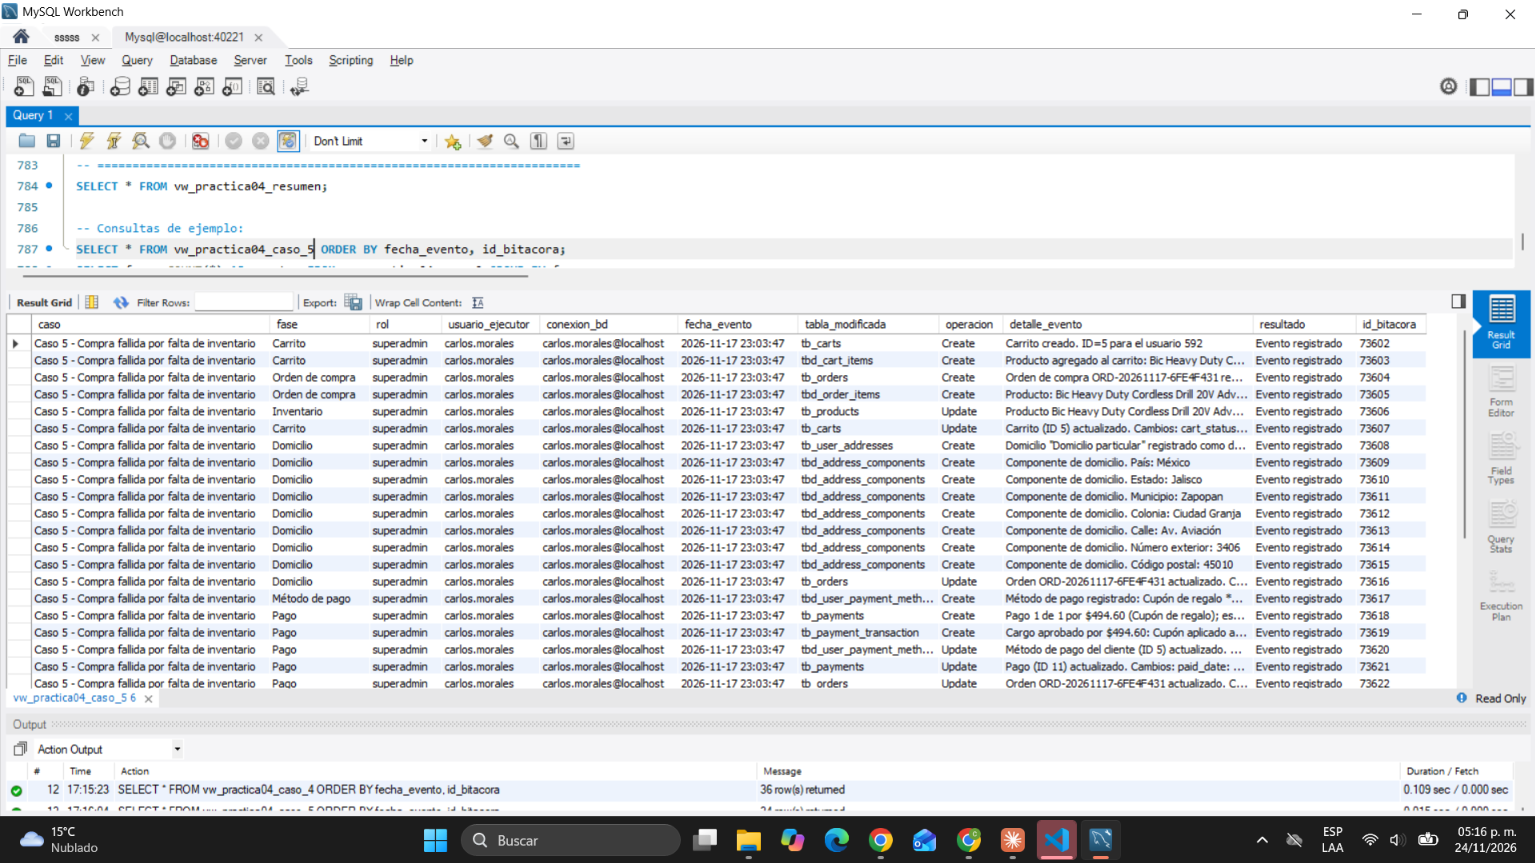 MySQL Workbench
sssss
Mysql@localhost:40221
File Edit View Query Database Server Tools Scripting Help
Query 1
Don't Limit
783 -- =====================================================================
784 SELECT * FROM vw_practica04_resumen;
785
786 -- Consultas de ejemplo:
787 SELECT * FROM vw_practica04_caso_5 ORDER BY fecha_evento, id_bitacora;
Result Grid Filter Rows: Export: Wrap Cell Content:
caso fase rol usuario_ejecutor conexion_bd fecha_evento tabla_modificada operacion detalle_evento resultado id_bitacora
Caso 5 - Compra fallida por falta de inventario Carrito superadmin carlos.morales carlos.morales@localhost 2026-11-17 23:03:47 tb_carts Create Carrito creado. ID=5 para el usuario 592 Evento registrado 73602
Caso 5 - Compra fallida por falta de inventario Carrito superadmin carlos.morales carlos.morales@localhost 2026-11-17 23:03:47 tbd_cart_items Create Producto agregado al carrito: Bic Heavy Duty C... Evento registrado 73603
Caso 5 - Compra fallida por falta de inventario Orden de compra superadmin carlos.morales carlos.morales@localhost 2026-11-17 23:03:47 tb_orders Create Orden de compra ORD-20261117-6FE4F431 re... Evento registrado 73604
Caso 5 - Compra fallida por falta de inventario Orden de compra superadmin carlos.morales carlos.morales@localhost 2026-11-17 23:03:47 tbd_order_items Create Producto: Bic Heavy Duty Cordless Drill 20V Adv... Evento registrado 73605
Caso 5 - Compra fallida por falta de inventario Inventario superadmin carlos.morales carlos.morales@localhost 2026-11-17 23:03:47 tb_products Update Producto Bic Heavy Duty Cordless Drill 20V Adv... Evento registrado 73606
Caso 5 - Compra fallida por falta de inventario Carrito superadmin carlos.morales carlos.morales@localhost 2026-11-17 23:03:47 tb_carts Update Carrito (ID 5) actualizado. Cambios: cart_status... Evento registrado 73607
Caso 5 - Compra fallida por falta de inventario Domicilio superadmin carlos.morales carlos.morales@localhost 2026-11-17 23:03:47 tb_user_addresses Create Domicilio "Domicilio particular" registrado como d... Evento registrado 73608
Caso 5 - Compra fallida por falta de inventario Domicilio superadmin carlos.morales carlos.morales@localhost 2026-11-17 23:03:47 tbd_address_components Create Componente de domicilio. País: México Evento registrado 73609
Caso 5 - Compra fallida por falta de inventario Domicilio superadmin carlos.morales carlos.morales@localhost 2026-11-17 23:03:47 tbd_address_components Create Componente de domicilio. Estado: Jalisco Evento registrado 73610
Caso 5 - Compra fallida por falta de inventario Domicilio superadmin carlos.morales carlos.morales@localhost 2026-11-17 23:03:47 tbd_address_components Create Componente de domicilio. Municipio: Zapopan Evento registrado 73611
Caso 5 - Compra fallida por falta de inventario Domicilio superadmin carlos.morales carlos.morales@localhost 2026-11-17 23:03:47 tbd_address_components Create Componente de domicilio. Colonia: Ciudad Granja Evento registrado 73612
Caso 5 - Compra fallida por falta de inventario Domicilio superadmin carlos.morales carlos.morales@localhost 2026-11-17 23:03:47 tbd_address_components Create Componente de domicilio. Calle: Av. Aviación Evento registrado 73613
Caso 5 - Compra fallida por falta de inventario Domicilio superadmin carlos.morales carlos.morales@localhost 2026-11-17 23:03:47 tbd_address_components Create Componente de domicilio. Número exterior: 3406 Evento registrado 73614
Caso 5 - Compra fallida por falta de inventario Domicilio superadmin carlos.morales carlos.morales@localhost 2026-11-17 23:03:47 tbd_address_components Create Componente de domicilio. Código postal: 45010 Evento registrado 73615
Caso 5 - Compra fallida por falta de inventario Domicilio superadmin carlos.morales carlos.morales@localhost 2026-11-17 23:03:47 tb_orders Update Orden ORD-20261117-6FE4F431 actualizado. C... Evento registrado 73616
Caso 5 - Compra fallida por falta de inventario Método de pago superadmin carlos.morales carlos.morales@localhost 2026-11-17 23:03:47 tbd_user_payment_meth... Create Método de pago registrado: Cupón de regalo *... Evento registrado 73617
Caso 5 - Compra fallida por falta de inventario Pago superadmin carlos.morales carlos.morales@localhost 2026-11-17 23:03:47 tb_payments Create Pago 1 de 1 por $494.60 (Cupón de regalo); es... Evento registrado 73618
Caso 5 - Compra fallida por falta de inventario Pago superadmin carlos.morales carlos.morales@localhost 2026-11-17 23:03:47 tb_payment_transaction Create Cargo aprobado por $494.60: Cupón aplicado a... Evento registrado 73619
Caso 5 - Compra fallida por falta de inventario Pago superadmin carlos.morales carlos.morales@localhost 2026-11-17 23:03:47 tbd_user_payment_meth... Update Método de pago del cliente (ID 5) actualizado. ... Evento registrado 73620
Caso 5 - Compra fallida por falta de inventario Pago superadmin carlos.morales carlos.morales@localhost 2026-11-17 23:03:47 tb_payments Update Pago (ID 11) actualizado. Cambios: paid_date: ... Evento registrado 73621
Caso 5 - Compra fallida por falta de inventario Pago superadmin carlos.morales carlos.morales@localhost 2026-11-17 23:03:47 tb_orders Update Orden ORD-20261117-6FE4F431 actualizado. C... Evento registrado 73622
Result Grid
Form Editor
Field Types
Query Stats
Execution Plan
vw_practica04_caso_5 6
Read Only
Output
Action Output
# Time Action Message Duration / Fetch
12 17:15:23 SELECT * FROM vw_practica04_caso_4 ORDER BY fecha_evento, id_bitacora 36 row(s) returned 0.109 sec / 0.000 sec
15°C
Nublado
Buscar
ESP
LAA
05:16 p. m.
24/11/2026